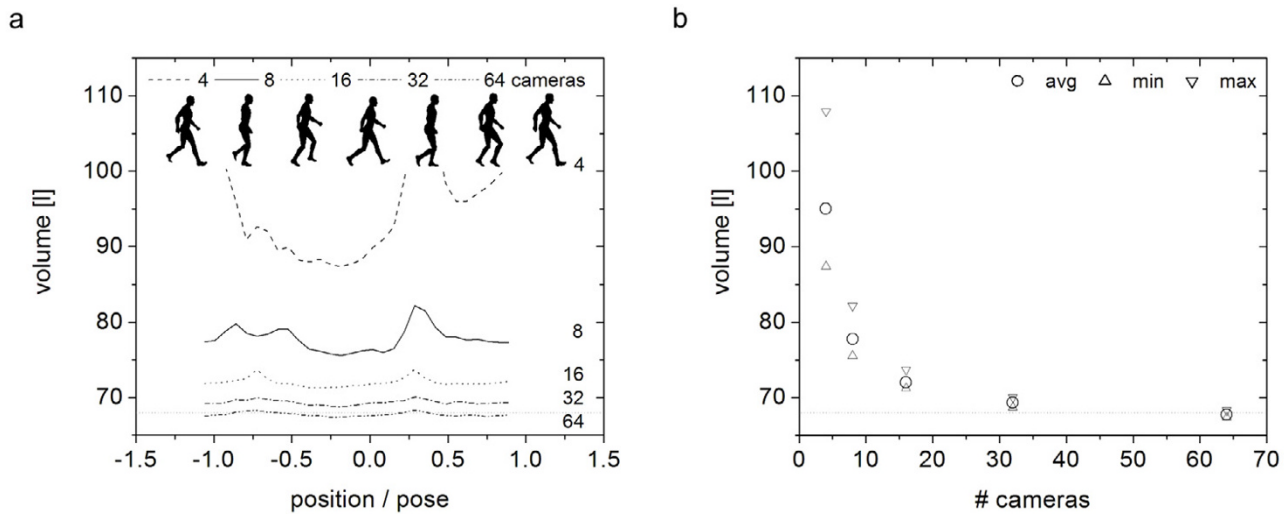 a
4 8 16 32 64 cameras
110
100
90
80
70
volume [l]
4
8
16
32
64
-1.5 -1.0 -0.5 0.0 0.5 1.0 1.5
position / pose
b
avg min max
110
100
90
80
70
volume [l]
0 10 20 30 40 50 60 70
# cameras